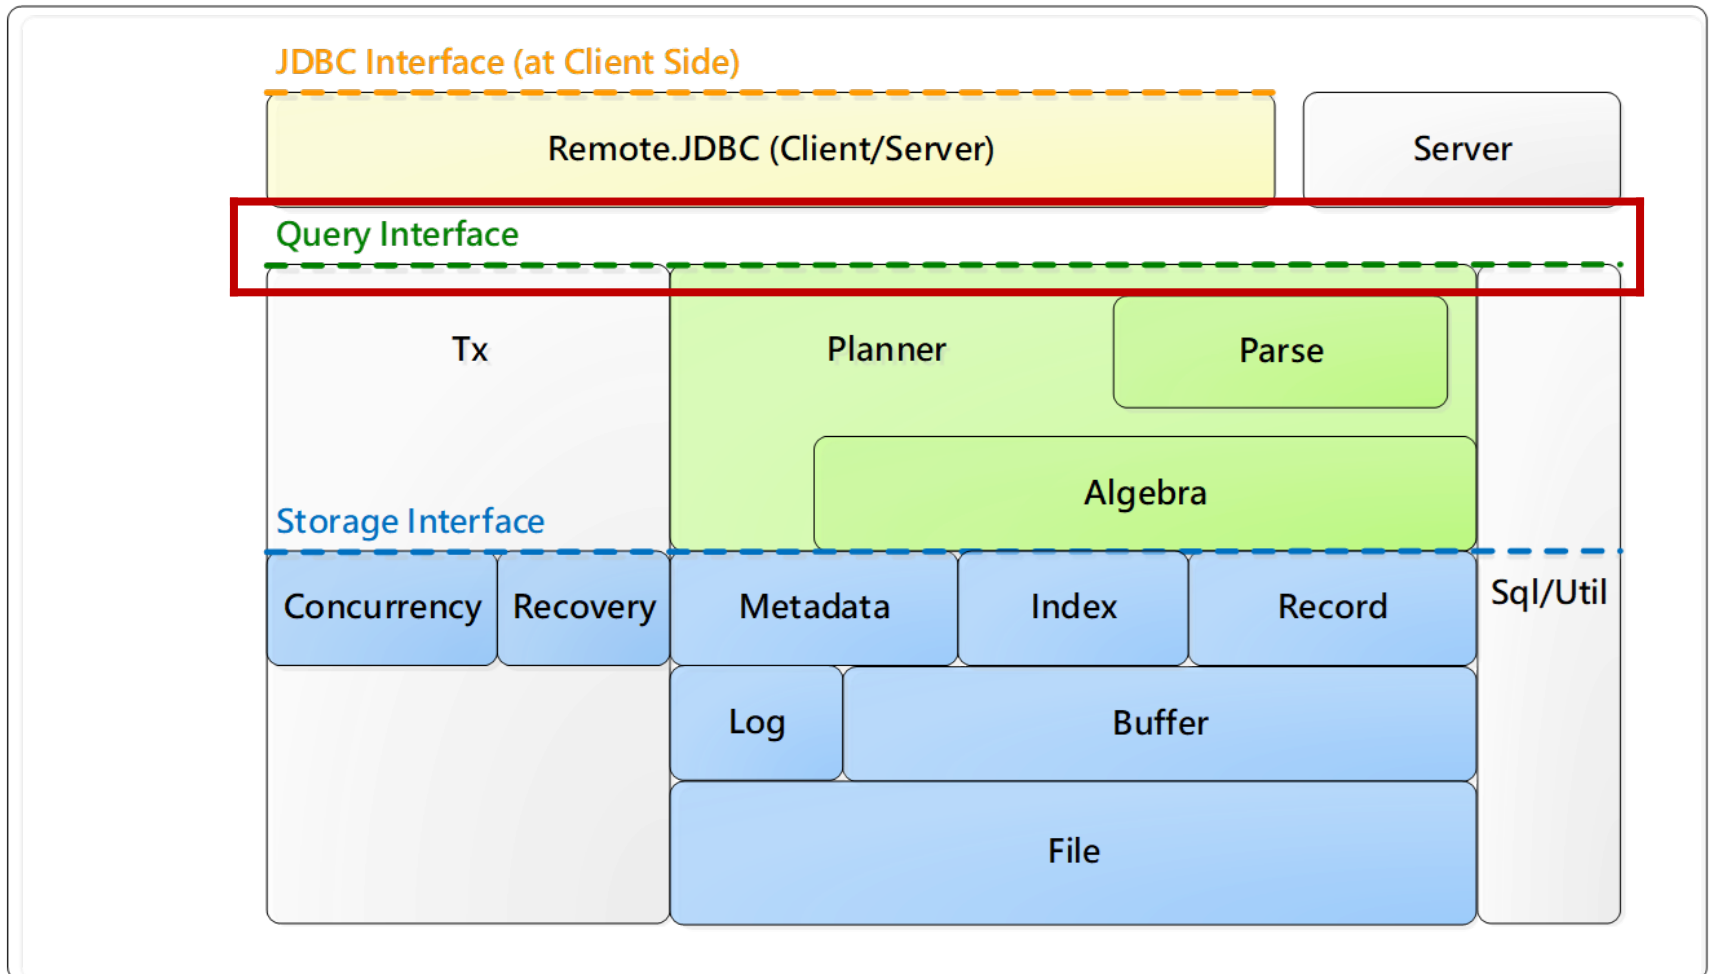 JDBC Interface (at Client Side)
Remote.JDBC (Client/Server)
Server
Query Interface
Tx
Planner
Parse
Algebra
Storage Interface
Concurrency
Recovery
Metadata
Index
Record
Sql/Util
Log
Buffer
File